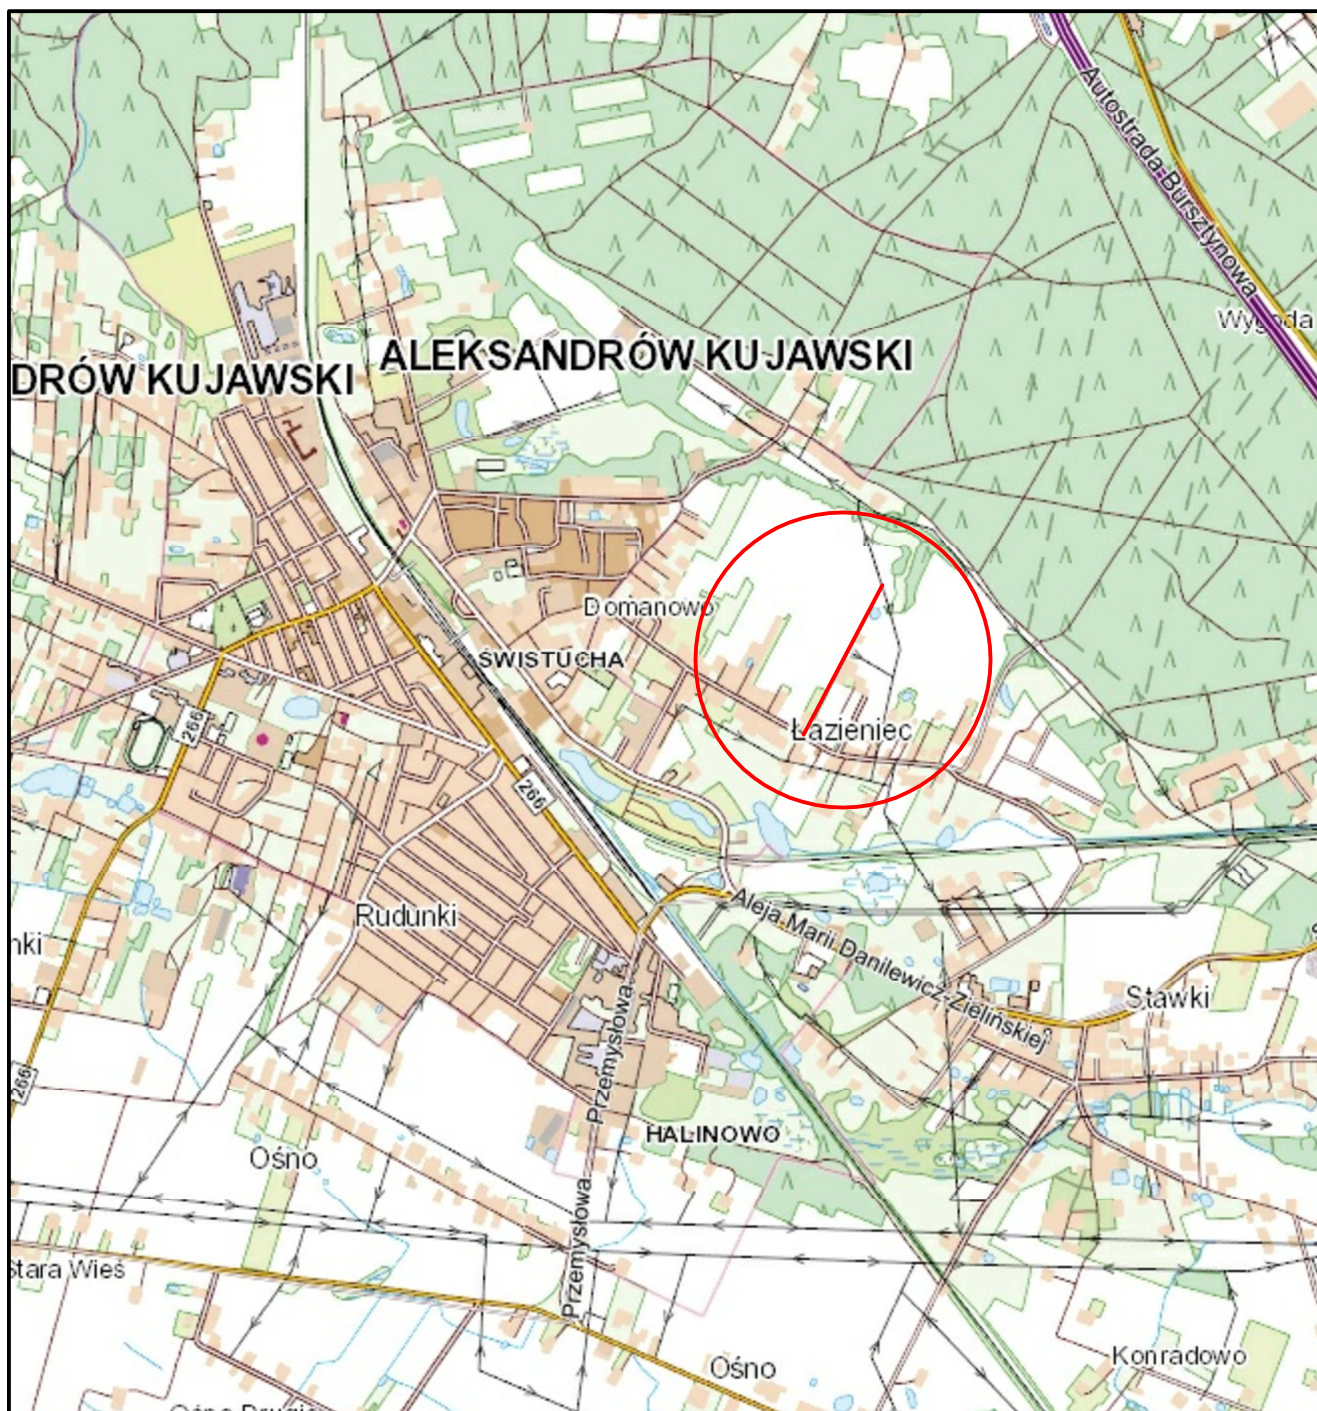 Autostrada Bursztynowa
Wygoda
ALEKSANDRÓW KUJAWSKI
DRÓW KUJAWSKI
Domanowo
ŚWISTUCHA
266
Łazieniec
266
Rudunki
Aleja Marii Danilewicz-Zielińskiej
nki
Stawki
Przemysłowa
266
HALINOWO
Ośno
Przemysłowa
Stara Wieś
Konradowo
Ośno